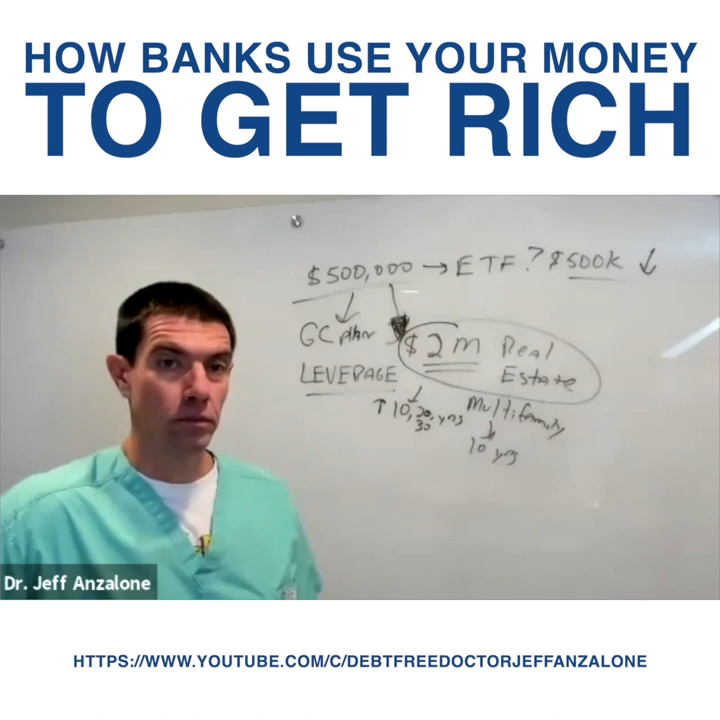 HOW BANKS USE YOUR MONEY
TO GET RICH
$500,000 → ETF? $500K ↓
GC plan
LEVERAGE
$2m Real
Estate
↑ 10, 20, yrs
30
Multifamily
10 yrs
Dr. Jeff Anzalone
HTTPS://WWW.YOUTUBE.COM/C/DEBTFREEDOCTORJEFFANZALONE